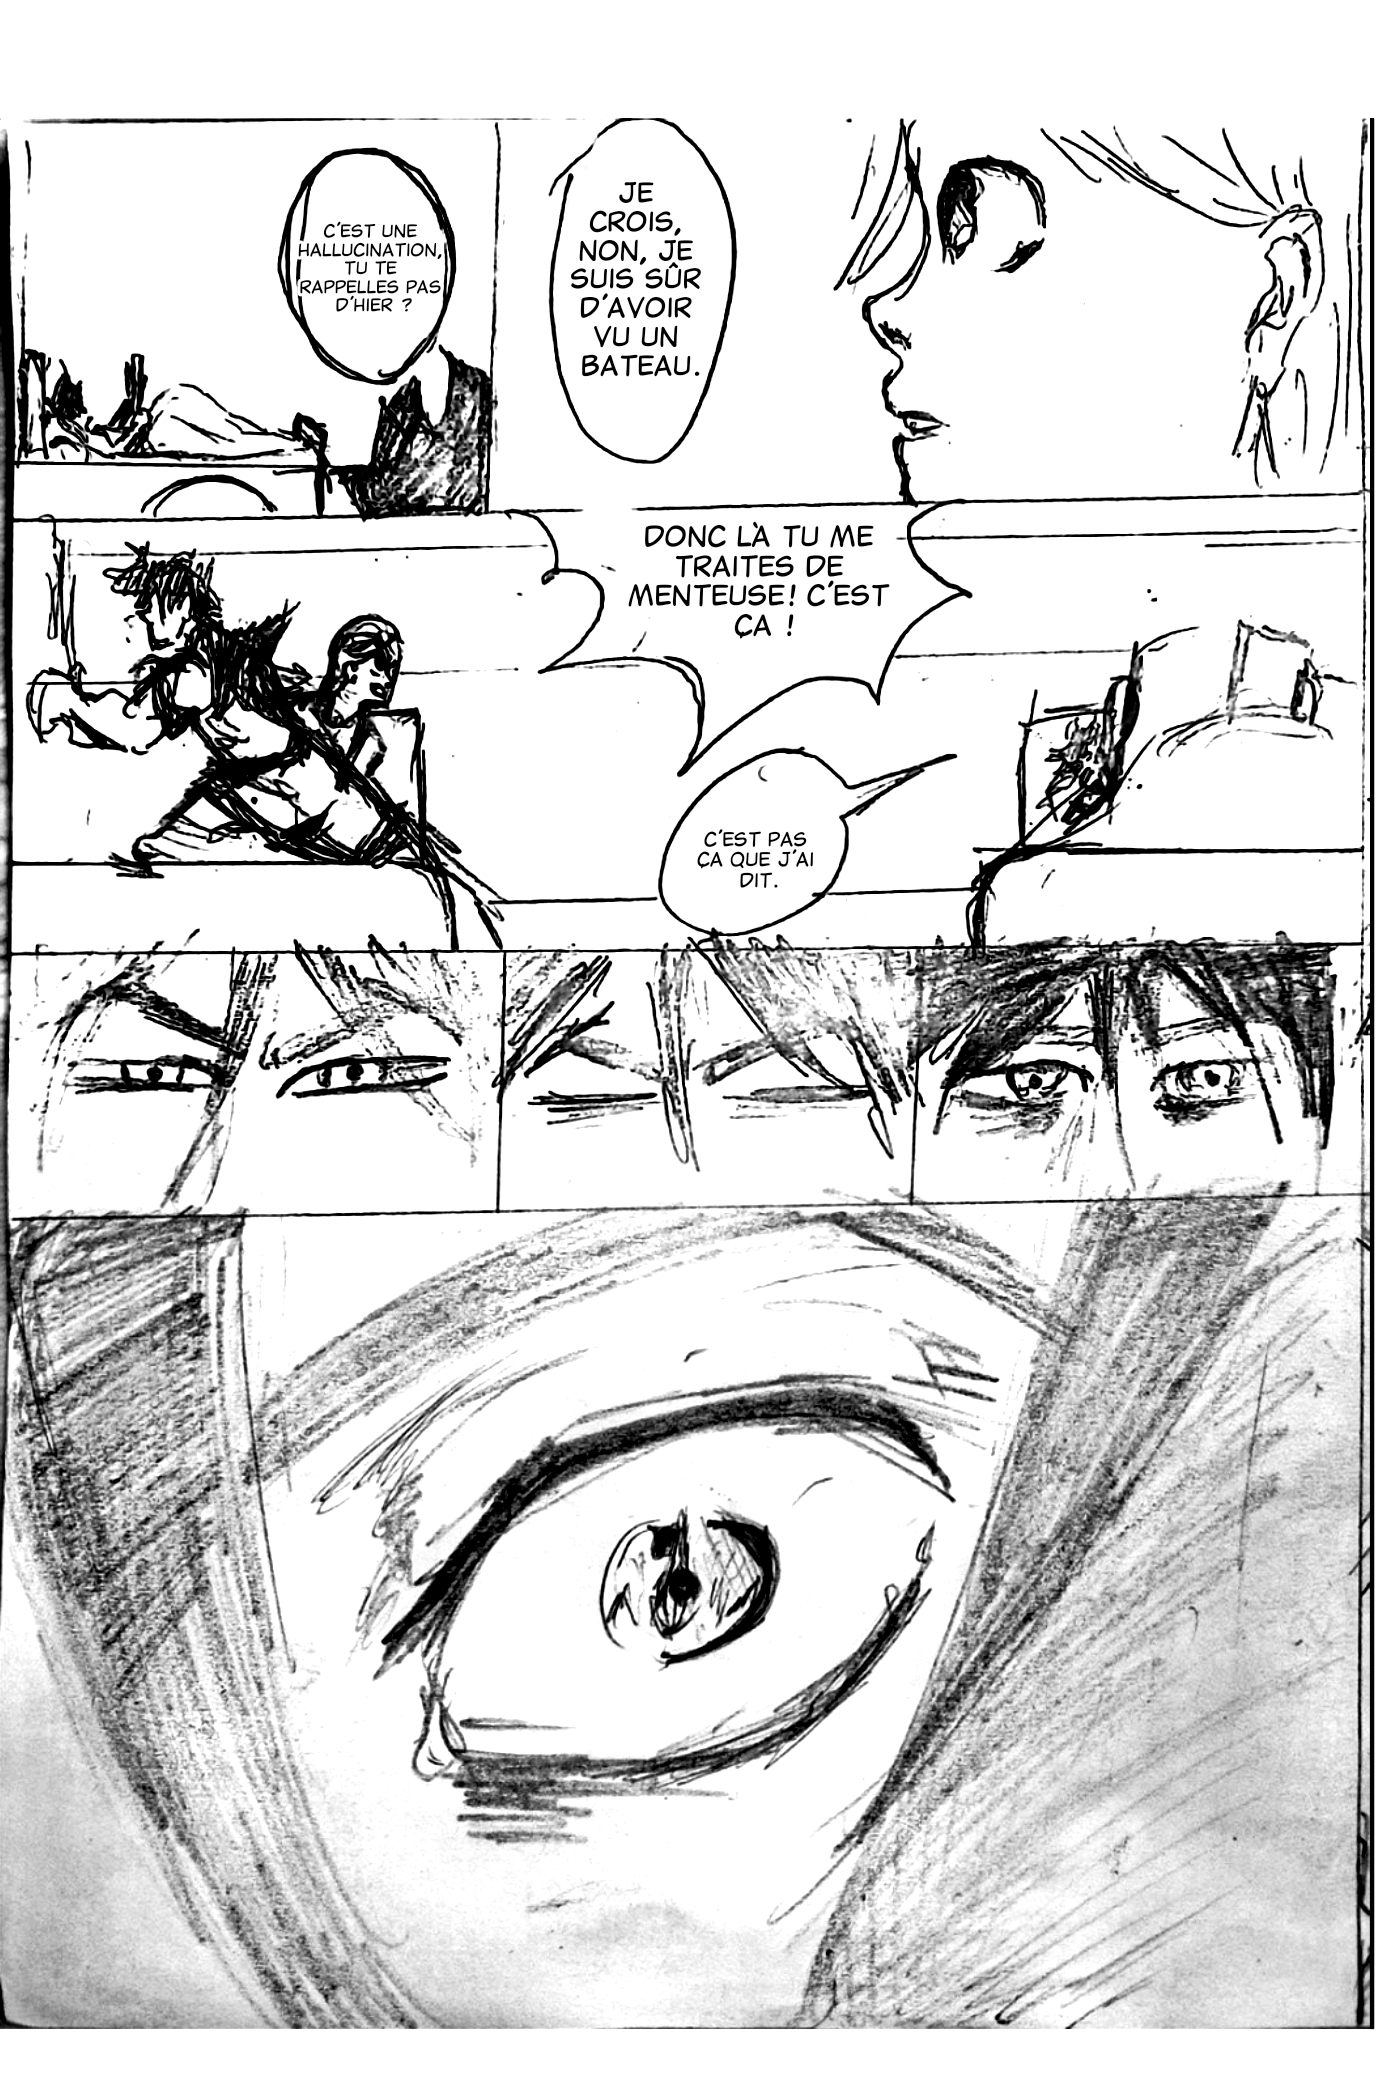 JE
CROIS,
NON, JE
SUIS SÛR
D'AVOIR
VU UN
BATEAU.
C'EST UNE
HALLUCINATION,
TU TE
RAPPELLES PAS
D'HIER ?
DONC LÀ TU ME
TRAITES DE
MENTEUSE! C'EST
ÇA !
C'EST PAS
ÇA QUE J'AI
DIT.